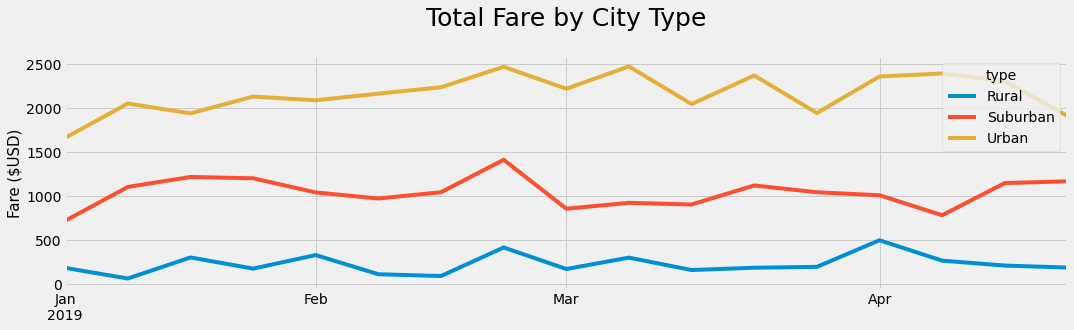 Total Fare by City Type
Fare ($USD)
2500
2000
1500
1000
500
0
type
Rural
Suburban
Urban
Jan
2019
Feb
Mar
Apr